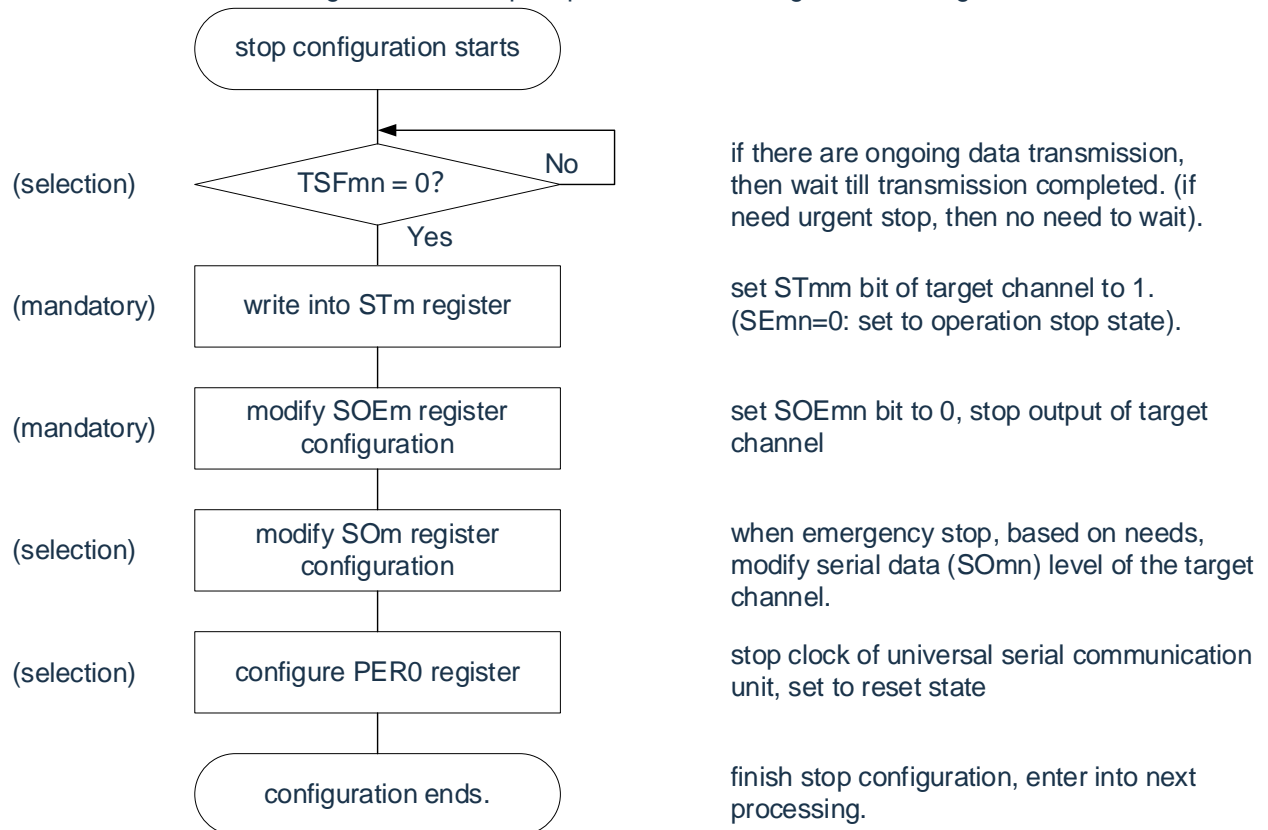 stop configuration starts
No
(selection)
TSFmn = 0?
if there are ongoing data transmission,
then wait till transmission completed. (if
need urgent stop, then no need to wait).
Yes
(mandatory)
write into STm register
set STmm bit of target channel to 1.
(SEmn=0: set to operation stop state).
(mandatory)
modify SOEm register
configuration
set SOEmn bit to 0, stop output of target
channel
(selection)
modify SOm register
configuration
when emergency stop, based on needs,
modify serial data (SOmn) level of the target
channel.
(selection)
configure PER0 register
stop clock of universal serial communication
unit, set to reset state
configuration ends.
finish stop configuration, enter into next
processing.